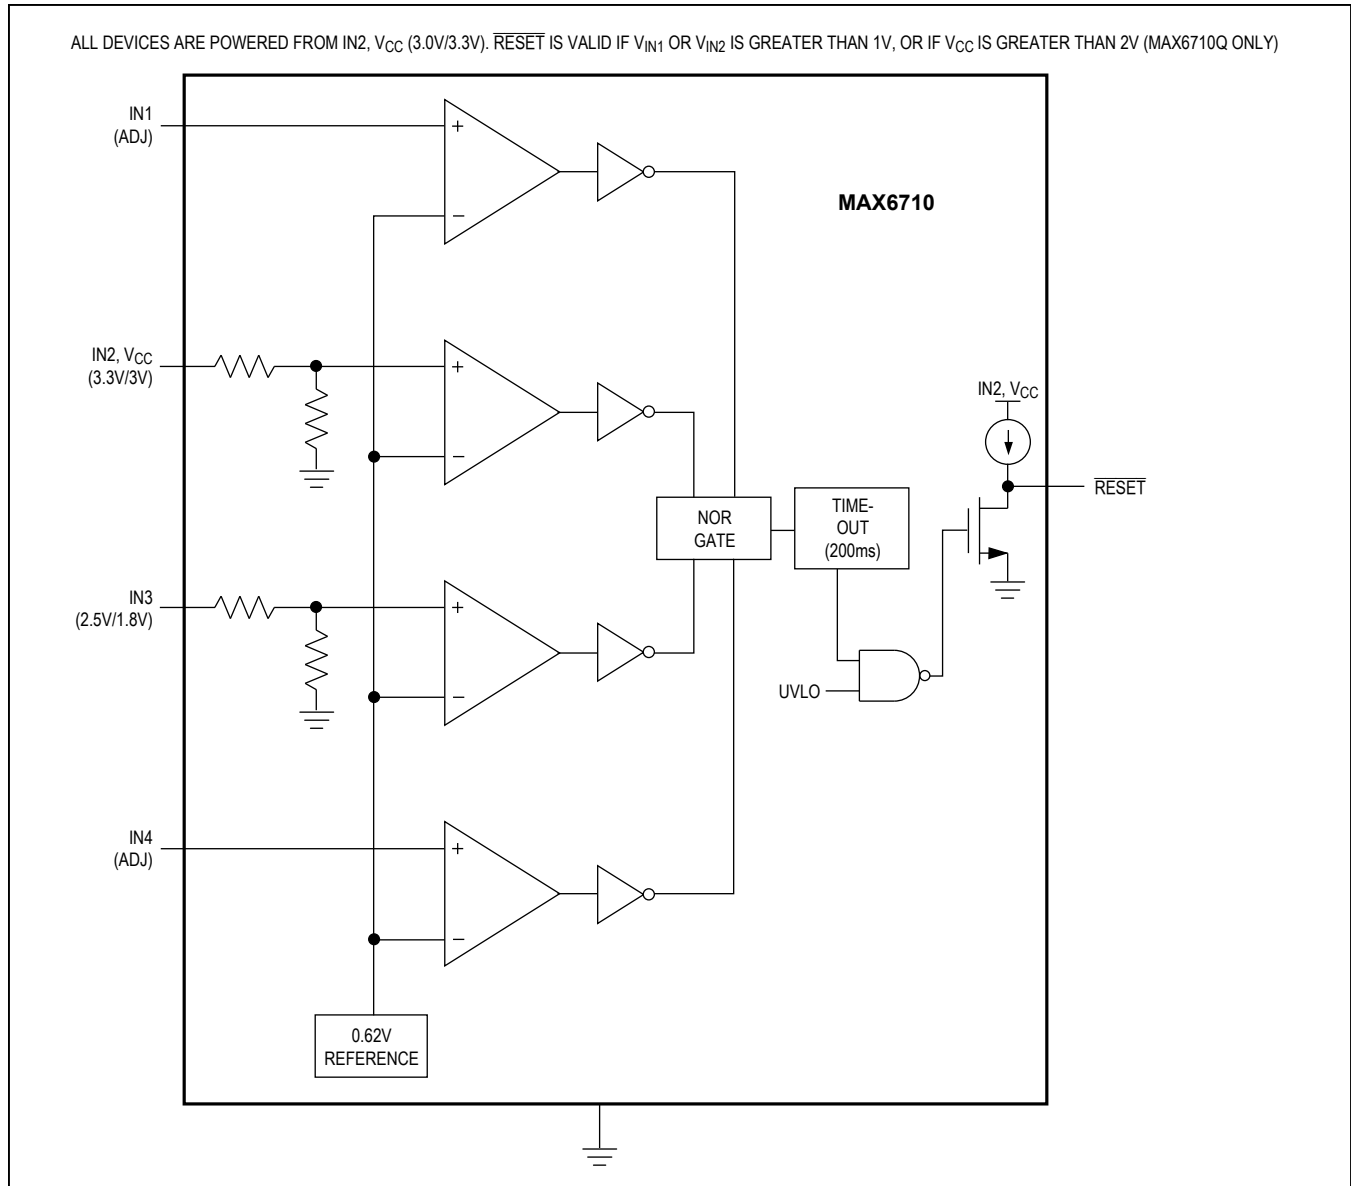 ALL DEVICES ARE POWERED FROM IN2, VCC (3.0V/3.3V). RESET IS VALID IF VIN1 OR VIN2 IS GREATER THAN 1V, OR IF VCC IS GREATER THAN 2V (MAX6710Q ONLY)
IN1
(ADJ)
+
−
MAX6710
IN2, VCC
(3.3V/3V)
+
−
IN2, VCC
RESET
NOR
GATE
TIME-
OUT
(200ms)
IN3
(2.5V/1.8V)
+
−
UVLO
IN4
(ADJ)
+
−
0.62V
REFERENCE